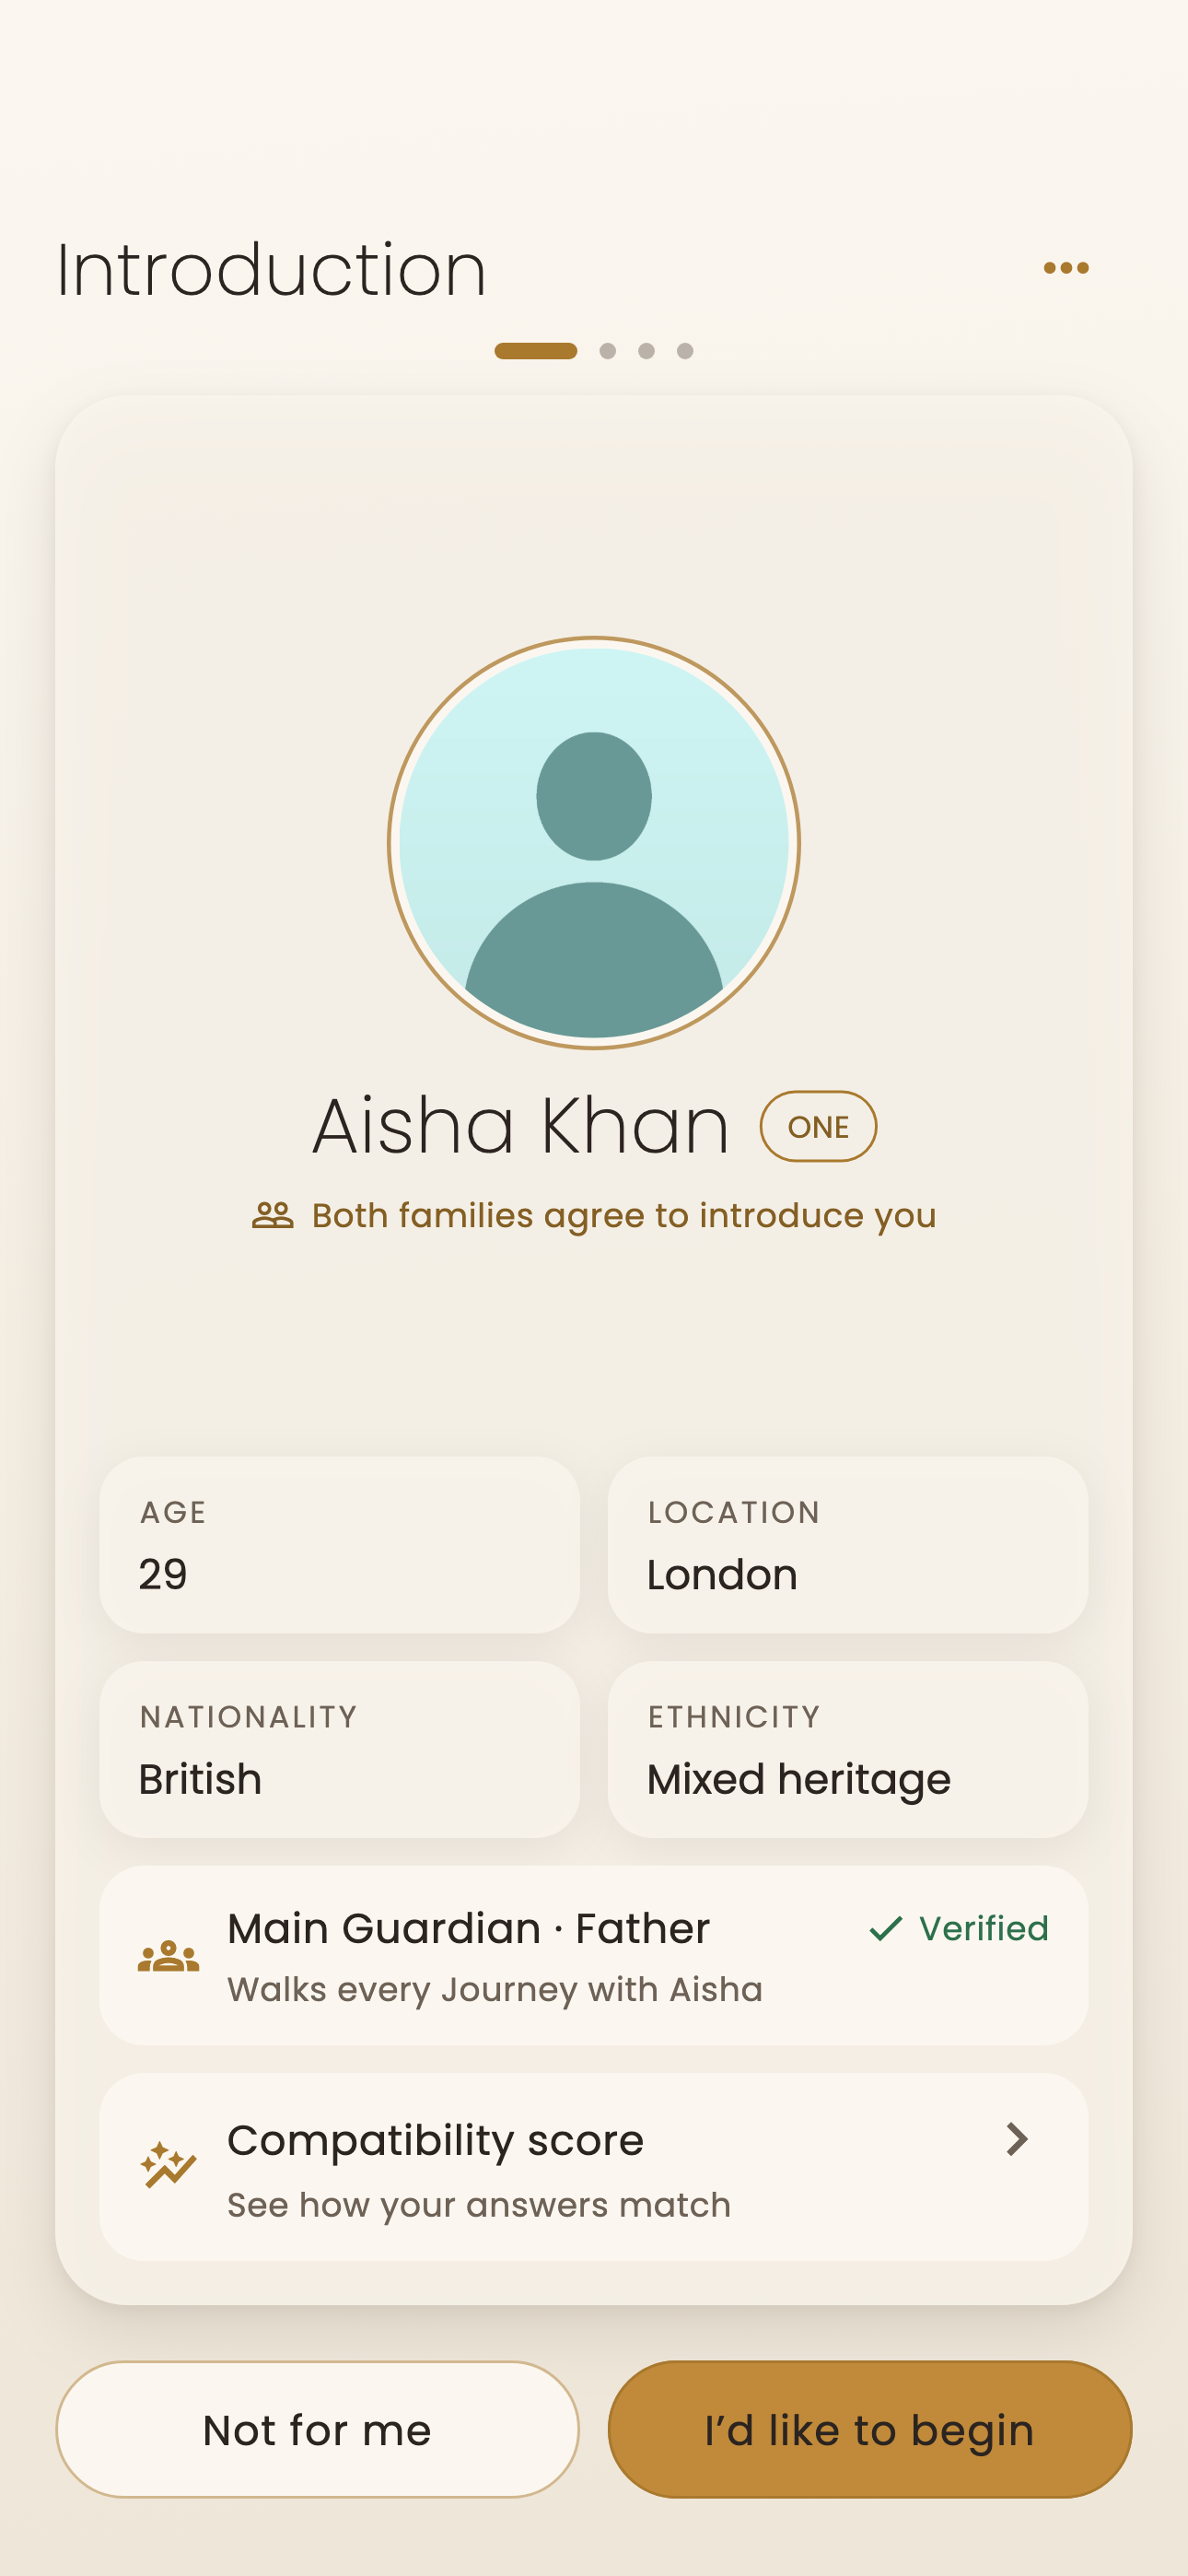 Introduction
Aisha Khan ONE
Both families agree to introduce you
AGE
29
LOCATION
London
NATIONALITY
British
ETHNICITY
Mixed heritage
Main Guardian · Father
Verified
Walks every Journey with Aisha
Compatibility score
See how your answers match
Not for me
I’d like to begin